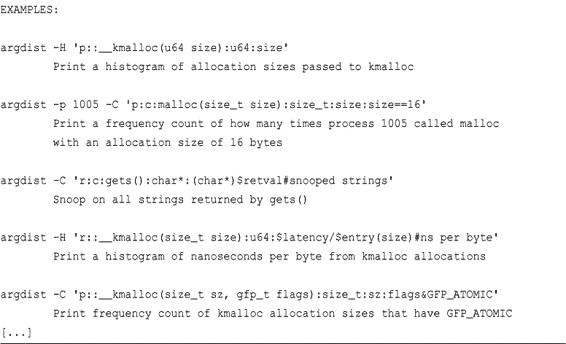 EXAMPLES:
argdist -H 'p::__kmalloc(u64 size):u64:size'
Print a histogram of allocation sizes passed to kmalloc
argdist -p 1005 -C 'p:c:malloc(size_t size):size_t:size:size==16'
Print a frequency count of how many times process 1005 called malloc
with an allocation size of 16 bytes
argdist -C 'r:c:gets():char*:(char*)$retval#snooped strings'
Snoop on all strings returned by gets()
argdist -H 'r::__kmalloc(size_t size):u64:$latency/$entry(size)#ns per byte'
Print a histogram of nanoseconds per byte from kmalloc allocations
argdist -C 'p::__kmalloc(size_t sz, gfp_t flags):size_t:sz:flags&GFP_ATOMIC'
Print frequency count of kmalloc allocation sizes that have GFP_ATOMIC
[...]